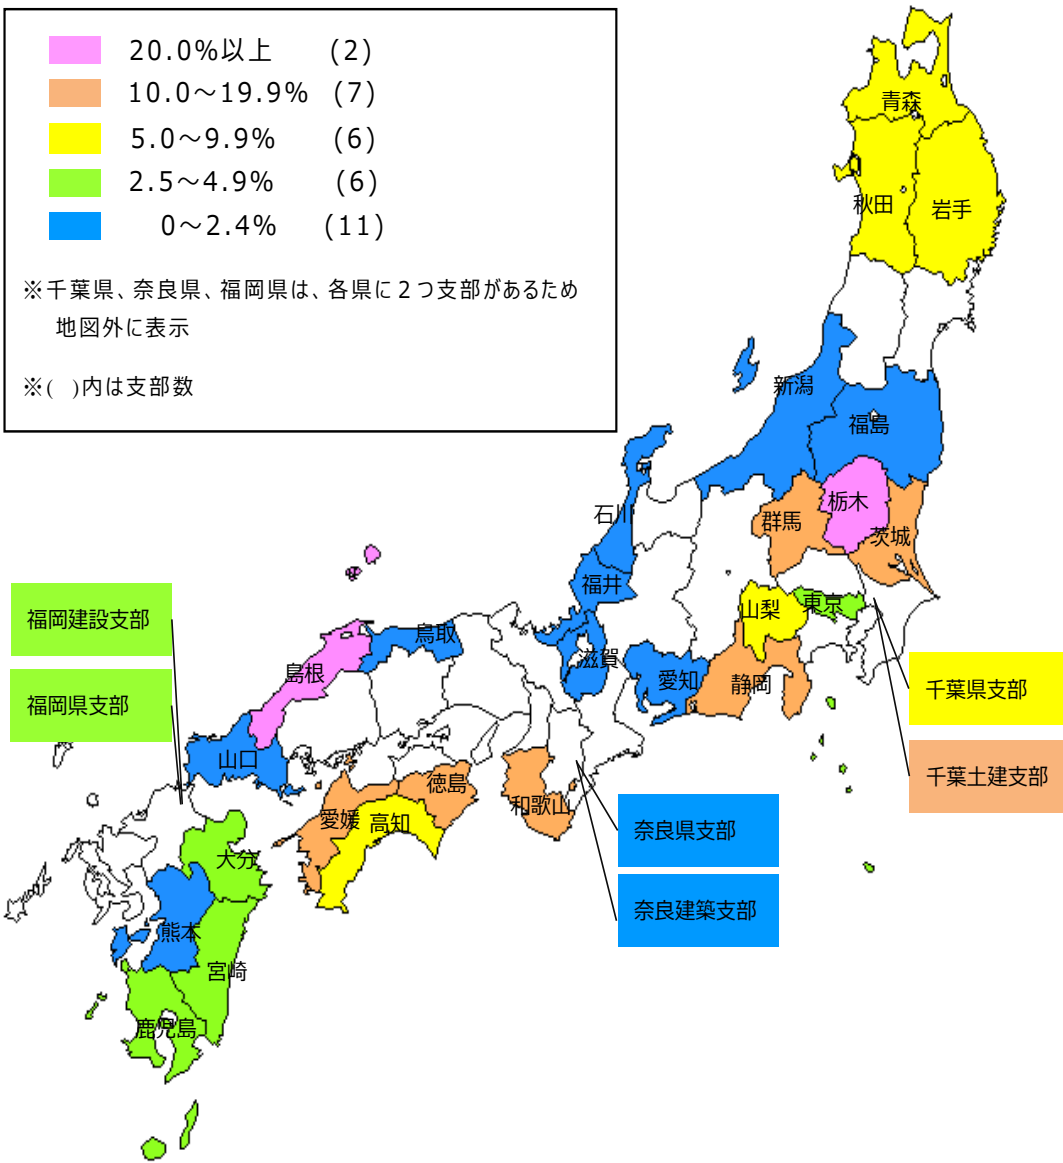 20.0%以上 (2)
10.0～19.9% (7)
5.0～9.9% (6)
2.5～4.9% (6)
0～2.4% (11)
※千葉県、奈良県、福岡県は、各県に２つ支部があるため
地図外に表示
※( )内は支部数
青森
秋田
岩手
新潟
福島
石川
群馬
栃木
茨城
福井
山梨
東京
福岡建設支部
鳥取
滋賀
島根
愛知
静岡
千葉県支部
福岡県支部
山口
徳島
和歌山
千葉土建支部
愛媛
高知
奈良県支部
大分
奈良建築支部
熊本
宮崎
鹿児島